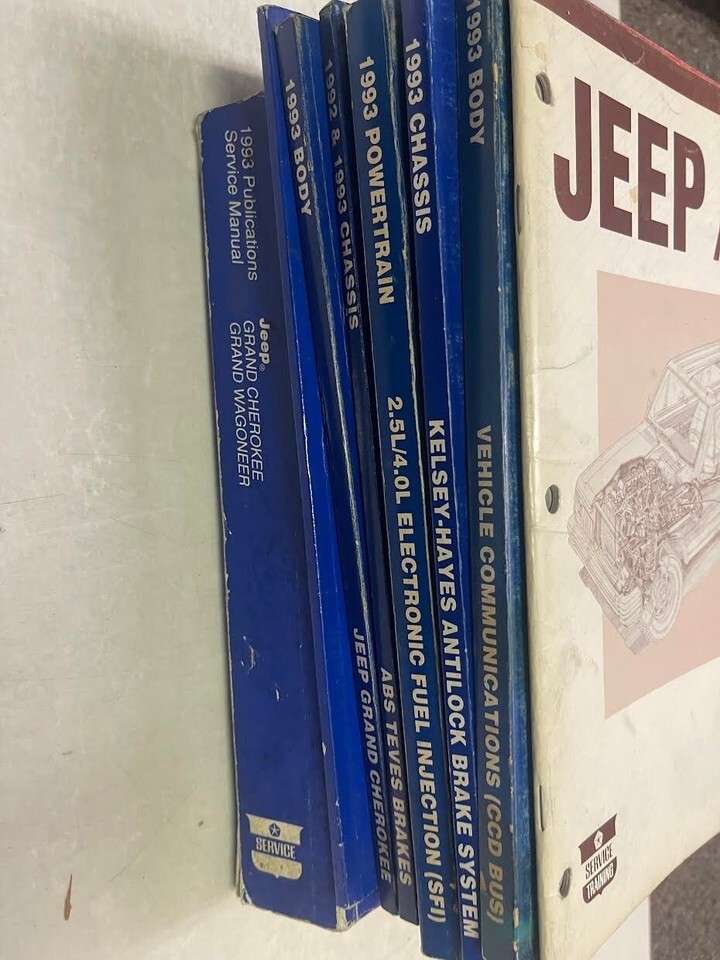 1993 Publications
Service Manual
Jeep®
GRAND CHEROKEE
GRAND WAGONEER
SERVICE
1993 BODY
JEEP GRAND CHEROKEE
1992 & 1993 CHASSIS
ABS TEVES BRAKES
1993 POWERTRAIN
2.5L/4.0L ELECTRONIC FUEL INJECTION (SFI)
1993 CHASSIS
KELSEY-HAYES ANTILOCK BRAKE SYSTEM
1993 BODY
VEHICLE COMMUNICATIONS (CCD BUS)
JEEP
SERVICE
TRAINING